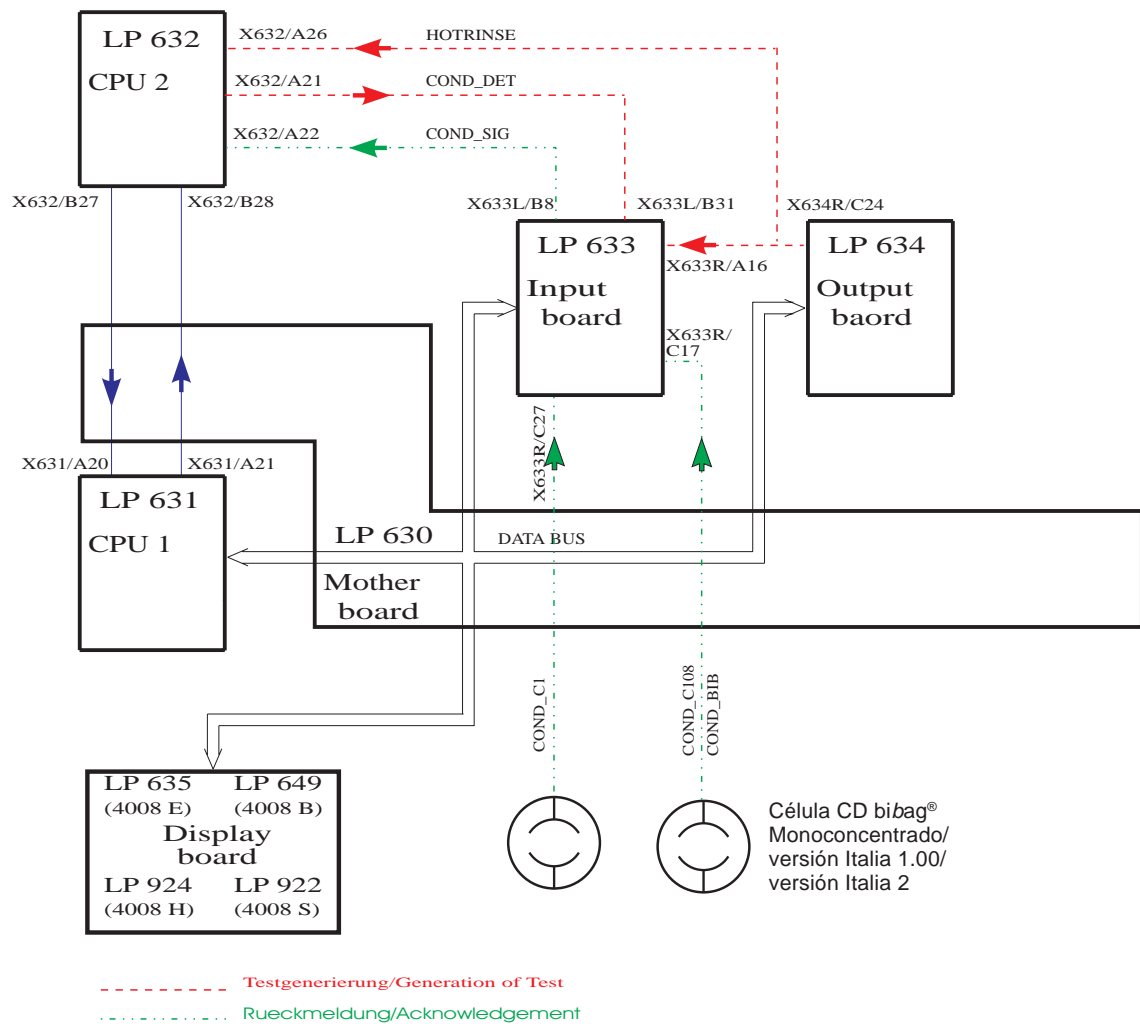 LP 632
CPU 2
X632/A26
HOTRINSE
X632/A21
COND_DET
X632/A22
COND_SIG
X632/B27
X632/B28
X633L/B8
X633L/B31
X634R/C24
LP 633
Input
board
X633R/A16
LP 634
Output
baord
X633R/
C17
X633R/C27
X631/A20
X631/A21
LP 631
CPU 1
LP 630
DATA BUS
Mother
board
COND_C1
COND_C108
COND_BIB
LP 635
LP 649
(4008 E)
(4008 B)
Display
board
LP 924
LP 922
(4008 H)
(4008 S)
Célula CD bibag®
Monoconcentrado/
versión Italia 1.00/
versión Italia 2
Testgenerierung/Generation of Test
Rueckmeldung/Acknowledgement